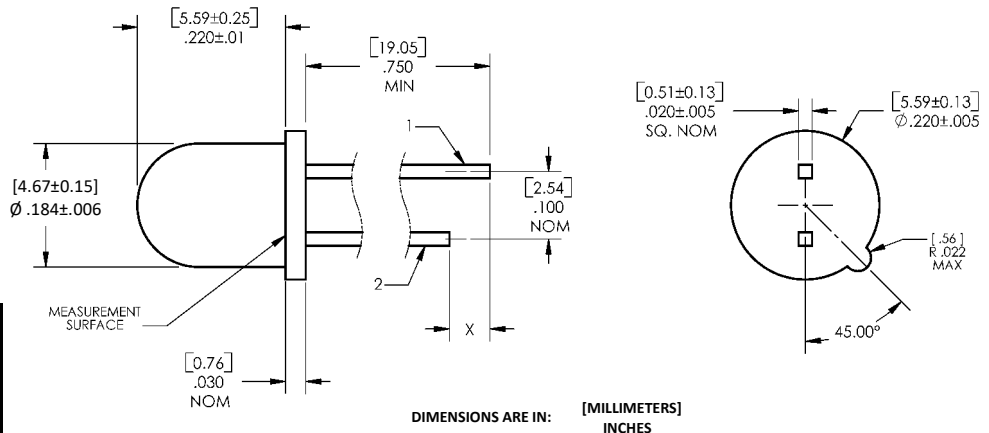 [5.59±0.25]
.220±.01
[19.05]
.750
MIN
1
[4.67±0.15]
Ø .184±.006
[2.54]
.100
NOM
2
MEASUREMENT
SURFACE
X
[0.76]
.030
NOM
[0.51±0.13]
.020±.005
SQ. NOM
[5.59±0.13]
Ø.220±.005
[.56]
R .022
MAX
45.00°
DIMENSIONS ARE IN:
[MILLIMETERS]
INCHES